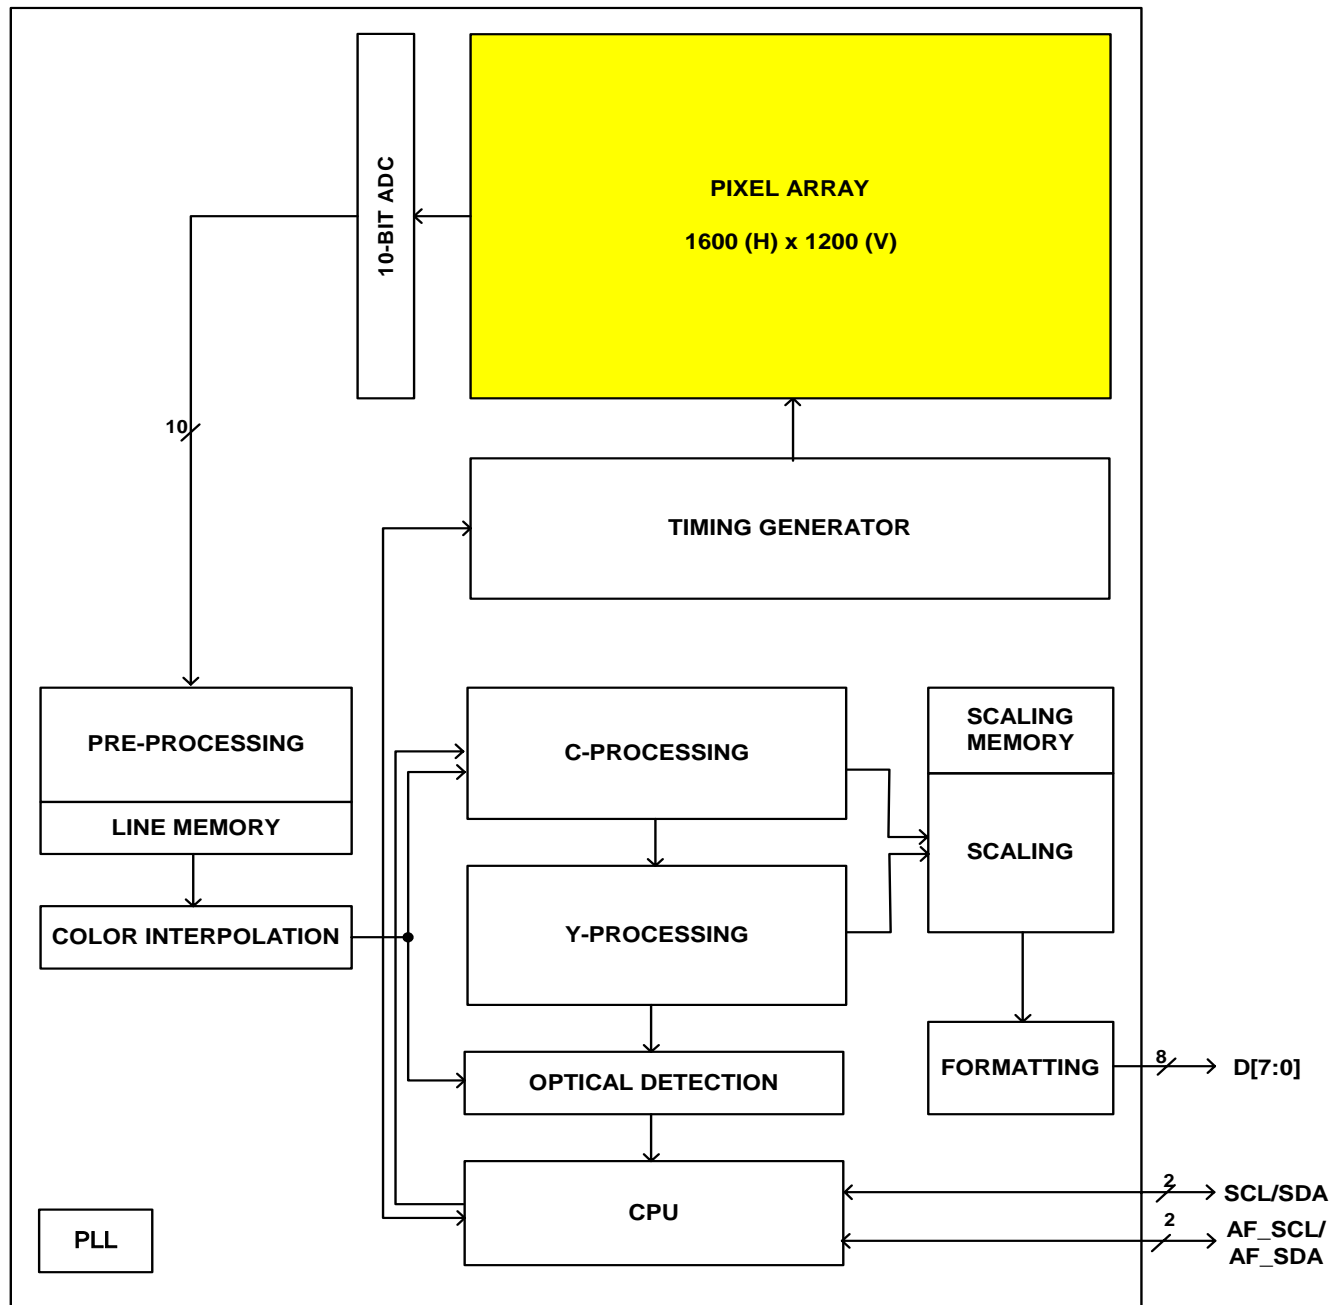 10-BIT ADC
PIXEL ARRAY
1600 (H) x 1200 (V)
10
TIMING GENERATOR
PRE-PROCESSING
LINE MEMORY
COLOR INTERPOLATION
C-PROCESSING
Y-PROCESSING
OPTICAL DETECTION
CPU
SCALING
MEMORY
SCALING
FORMATTING
8
D[7:0]
2
SCL/SDA
2
AF_SCL/
AF_SDA
PLL